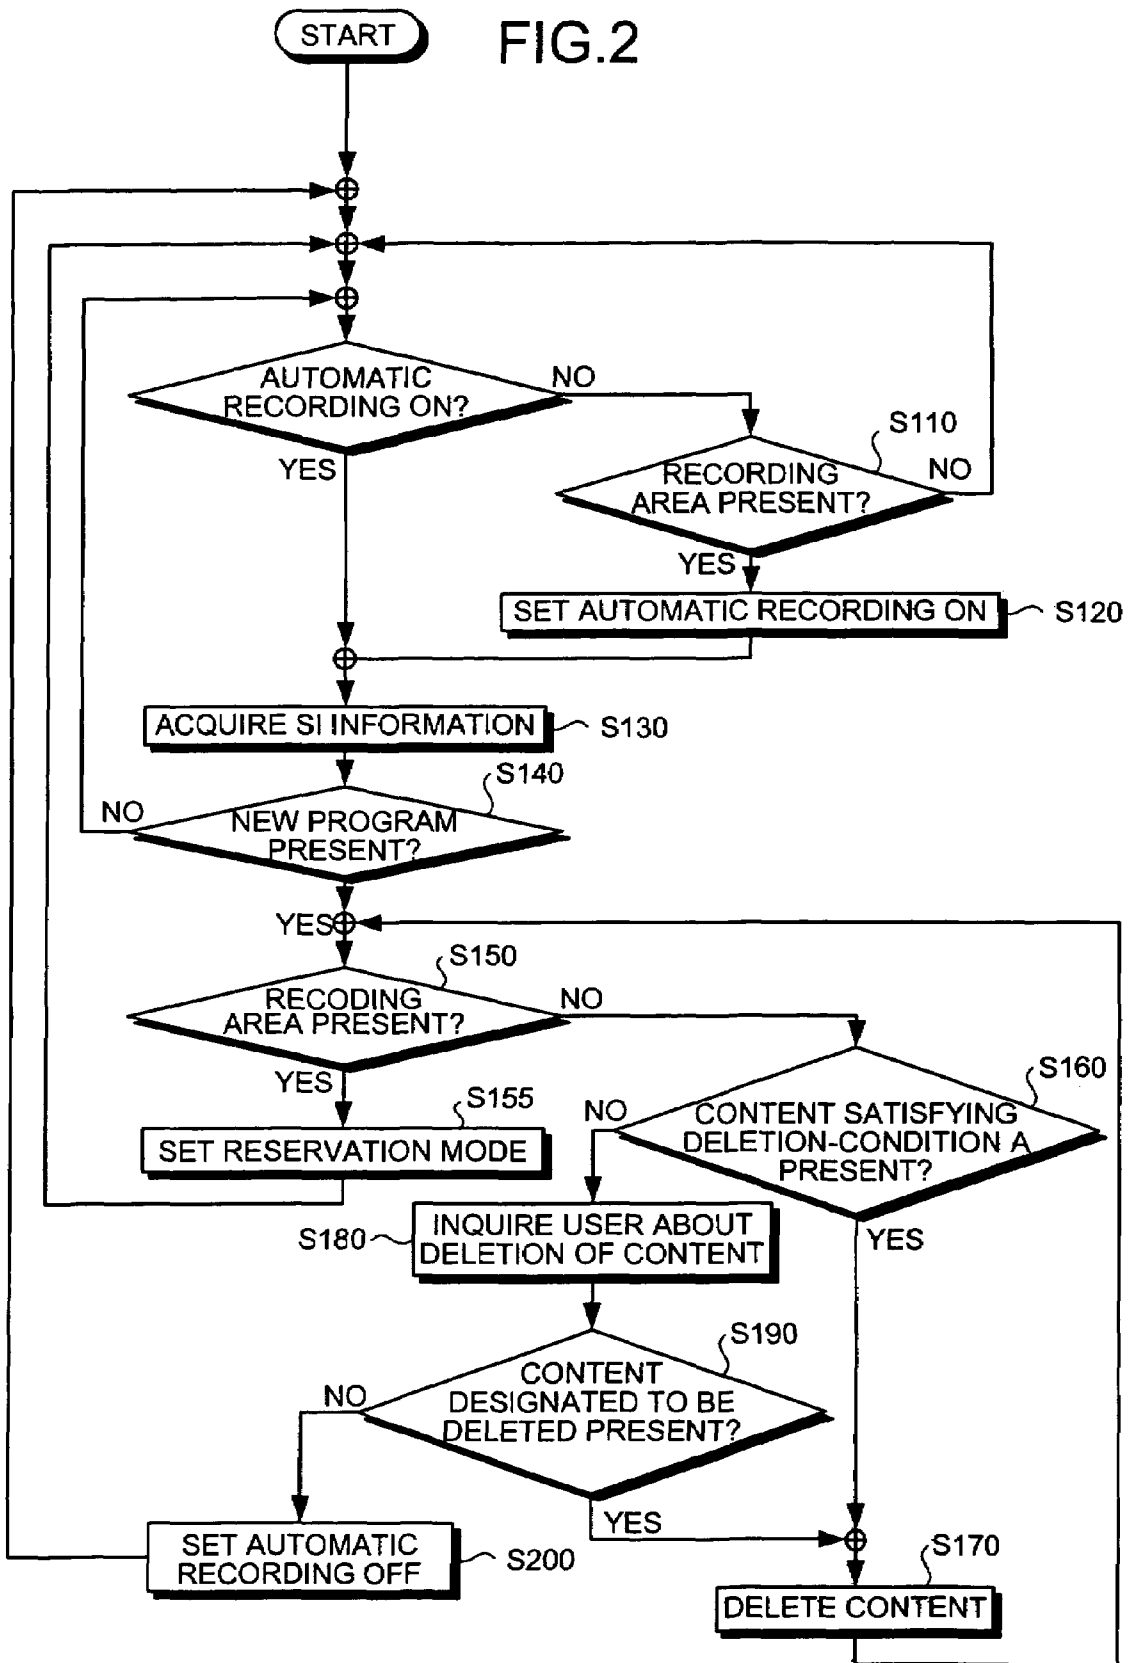 START
FIG.2
AUTOMATIC
RECORDING ON?
NO
YES
S110
RECORDING
AREA PRESENT?
NO
YES
SET AUTOMATIC RECORDING ON
S120
ACQUIRE SI INFORMATION
S130
S140
NO
NEW PROGRAM
PRESENT?
YES
S150
RECODING
AREA PRESENT?
NO
YES
S155
SET RESERVATION MODE
S160
NO
CONTENT SATISFYING
DELETION-CONDITION A
PRESENT?
YES
S180
INQUIRE USER ABOUT
DELETION OF CONTENT
S190
NO
CONTENT
DESIGNATED TO BE
DELETED PRESENT?
YES
SET AUTOMATIC
RECORDING OFF
S200
S170
DELETE CONTENT